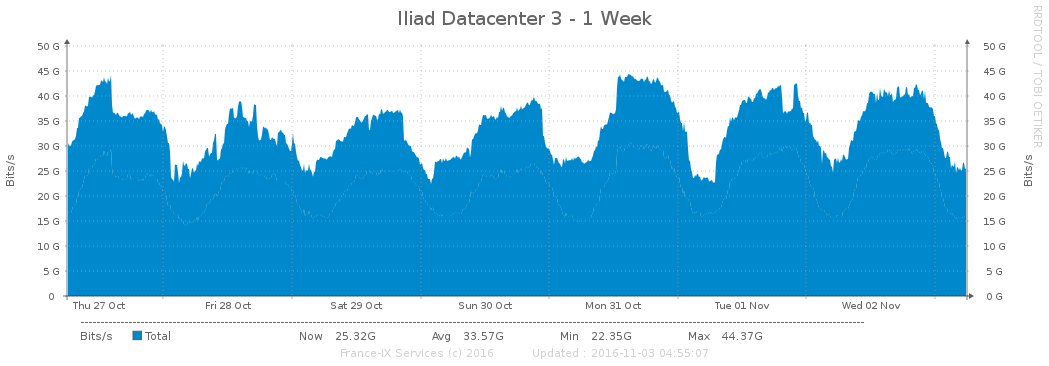 Iliad Datacenter 3 - 1 Week
RRDTOOL / TOBI OETIKER
Bits/s
50 G
45 G
40 G
35 G
30 G
25 G
20 G
15 G
10 G
5 G
0
50 G
45 G
40 G
35 G
30 G
25 G
20 G
15 G
10 G
5 G
0 G
Bits/s
Thu 27 Oct Fri 28 Oct Sat 29 Oct Sun 30 Oct Mon 31 Oct Tue 01 Nov Wed 02 Nov
Bits/s Total Now 25.32G Avg 33.57G Min 22.35G Max 44.37G
France-IX Services (c) 2016 Updated : 2016-11-03 04:55:07